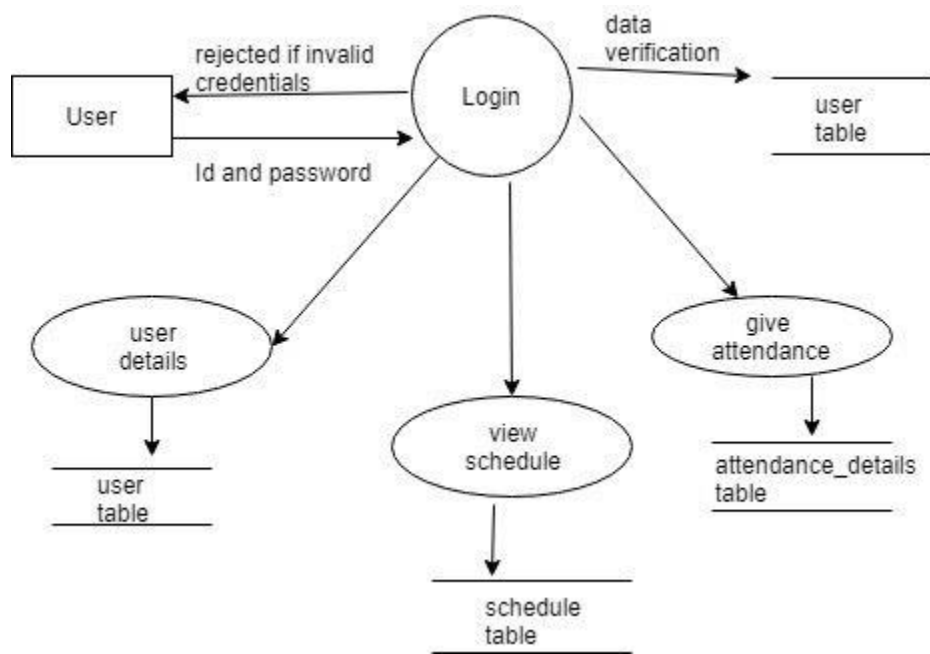 rejected if invalid
credentials
User
Id and password
Login
data
verification
user
table
user
details
user
table
view
schedule
schedule
table
give
attendance
attendance_details
table